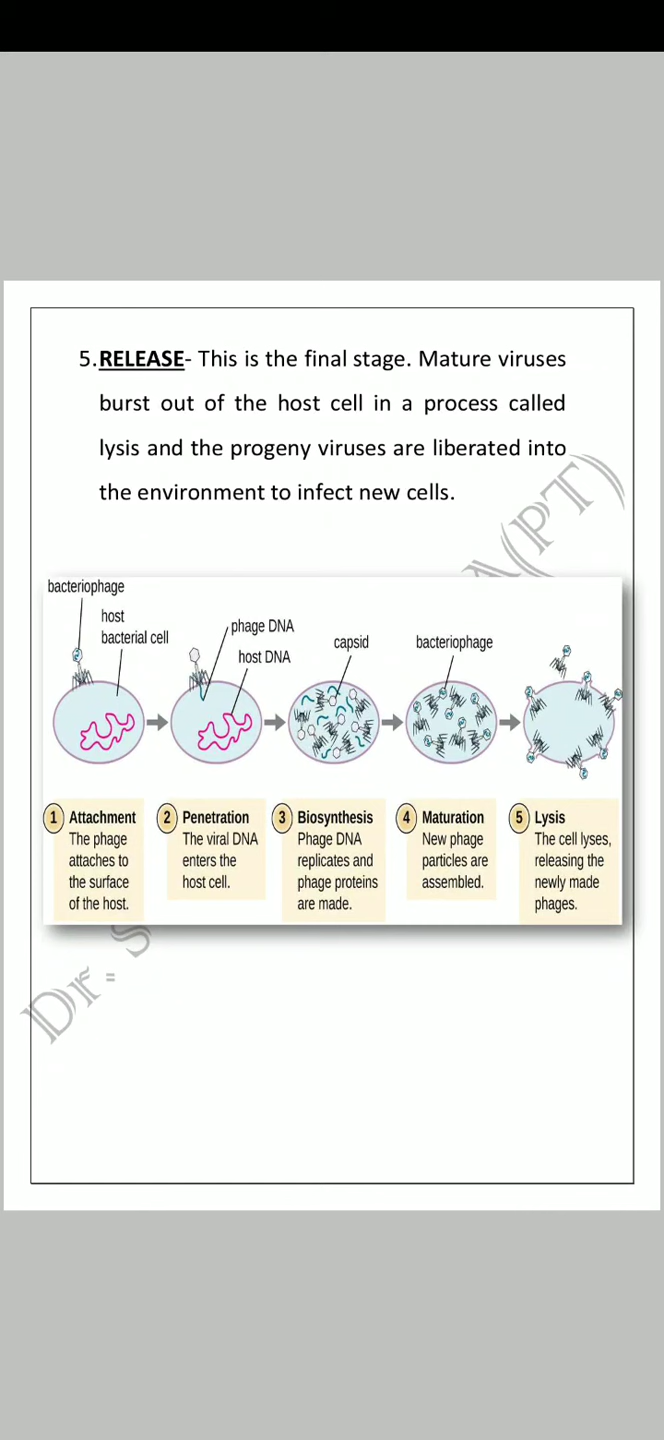 5.RELEASE- This is the final stage. Mature viruses
burst out of the host cell in a process called
lysis and the progeny viruses are liberated into
the environment to infect new cells.
A(PT)
bacteriophage
host
bacterial cell
phage DNA
host DNA
capsid
bacteriophage
1 Attachment
The phage
attaches to
the surface
of the host.
2 Penetration
The viral DNA
enters the
host cell.
3 Biosynthesis
Phage DNA
replicates and
phage proteins
are made.
4 Maturation
New phage
particles are
assembled.
5 Lysis
The cell lyses,
releasing the
newly made
phages.
Dr. S